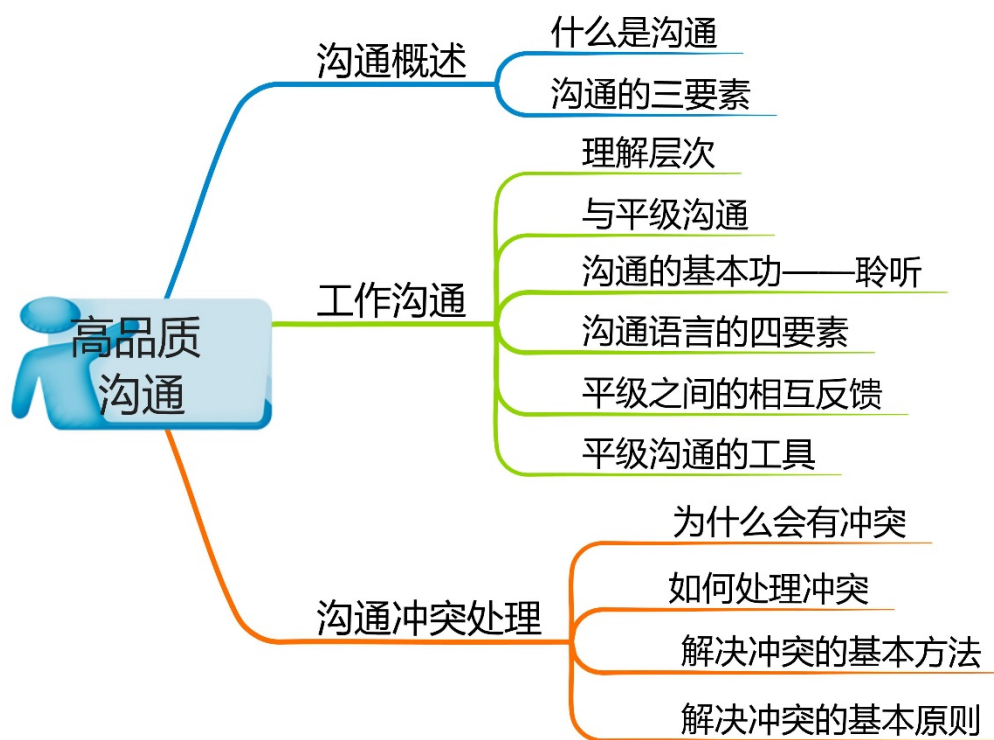 高品质
沟通
沟通概述
什么是沟通
沟通的三要素
工作沟通
理解层次
与平级沟通
沟通的基本功——聆听
沟通语言的四要素
平级之间的相互反馈
平级沟通的工具
沟通冲突处理
为什么会有冲突
如何处理冲突
解决冲突的基本方法
解决冲突的基本原则